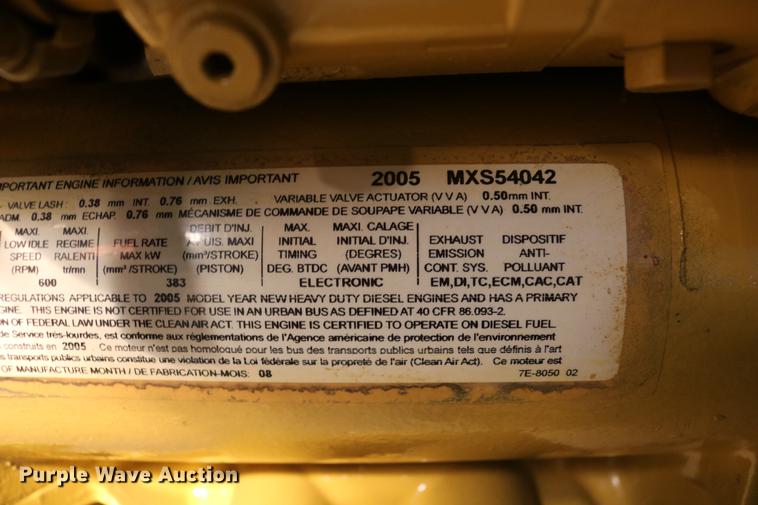 IMPORTANT ENGINE INFORMATION / AVIS IMPORTANT 2005 MXS54042
VALVE LASH : 0.38 mm INT. 0.76 mm EXH. VARIABLE VALVE ACTUATOR (V V A) 0.50mm INT.
ADM. 0.38 mm ECHAP. 0.76 mm MÉCANISME DE COMMANDE DE SOUPAPE VARIABLE (V V A) 0.50 mm INT.
MAXI. MAXI. DEBIT D'INJ. MAX. MAXI. CALAGE
LOW IDLE REGIME FUEL RATE A PUIS. MAXI INITIAL INITIAL D'INJ. EXHAUST DISPOSITIF
SPEED RALENTI MAX kW (mm³/STROKE) TIMING (DEGRES) EMISSION ANTI-
(RPM) tr/mn (mm³/STROKE) (PISTON) DEG. BTDC (AVANT PMH) CONT. SYS. POLLUANT
600 383 ELECTRONIC EM,DI,TC,ECM,CAC,CAT
REGULATIONS APPLICABLE TO 2005 MODEL YEAR NEW HEAVY DUTY DIESEL ENGINES AND HAS A PRIMARY
THIS ENGINE IS NOT CERTIFIED FOR USE IN AN URBAN BUS AS DEFINED AT 40 CFR 86.093-2.
OF FEDERAL LAW UNDER THE CLEAN AIR ACT. THIS ENGINE IS CERTIFIED TO OPERATE ON DIESEL FUEL.
de Service très-lourdes, est conforme aux réglementations de l'Agence américaine de protection de l'environnement
construits en 2005 Ce moteur n'est pas homologué pour les bus des transports publics urbains tels que définis à l'art
transports publics urbains constitue une violation de la Loi fédérale sur la propreté de l'air (Clean Air Act). Ce moteur est
OF MANUFACTURE MONTH / DE FABRICATION-MOIS: 08 7E-8050 02
Purple Wave Auction